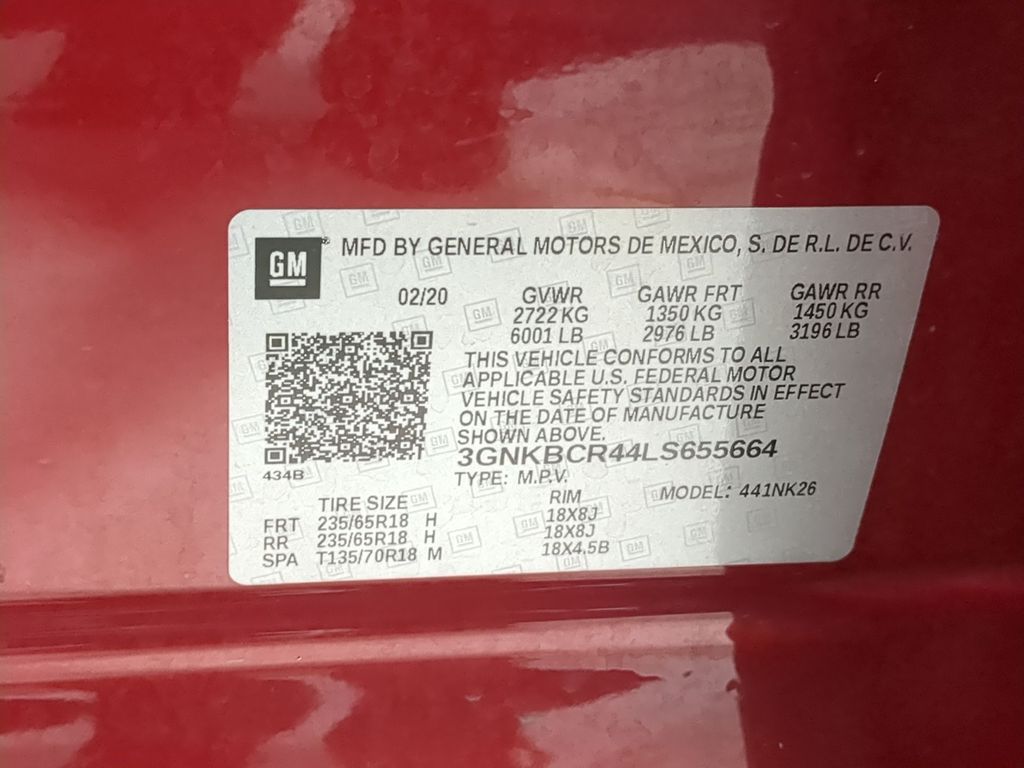 GM ® MFD BY GENERAL MOTORS DE MEXICO, S. DE R.L. DE C.V.
02/20 GVWR GAWR FRT GAWR RR
2722 KG 1350 KG 1450 KG
6001 LB 2976 LB 3196 LB
THIS VEHICLE CONFORMS TO ALL
APPLICABLE U.S. FEDERAL MOTOR
VEHICLE SAFETY STANDARDS IN EFFECT
ON THE DATE OF MANUFACTURE
SHOWN ABOVE.
3GNKBCR44LS655664
434B TYPE: M.P.V. MODEL: 441NK26
TIRE SIZE RIM
FRT 235/65R18 H 18X8J
RR 235/65R18 H 18X8J
SPA T135/70R18 M 18X4.5B